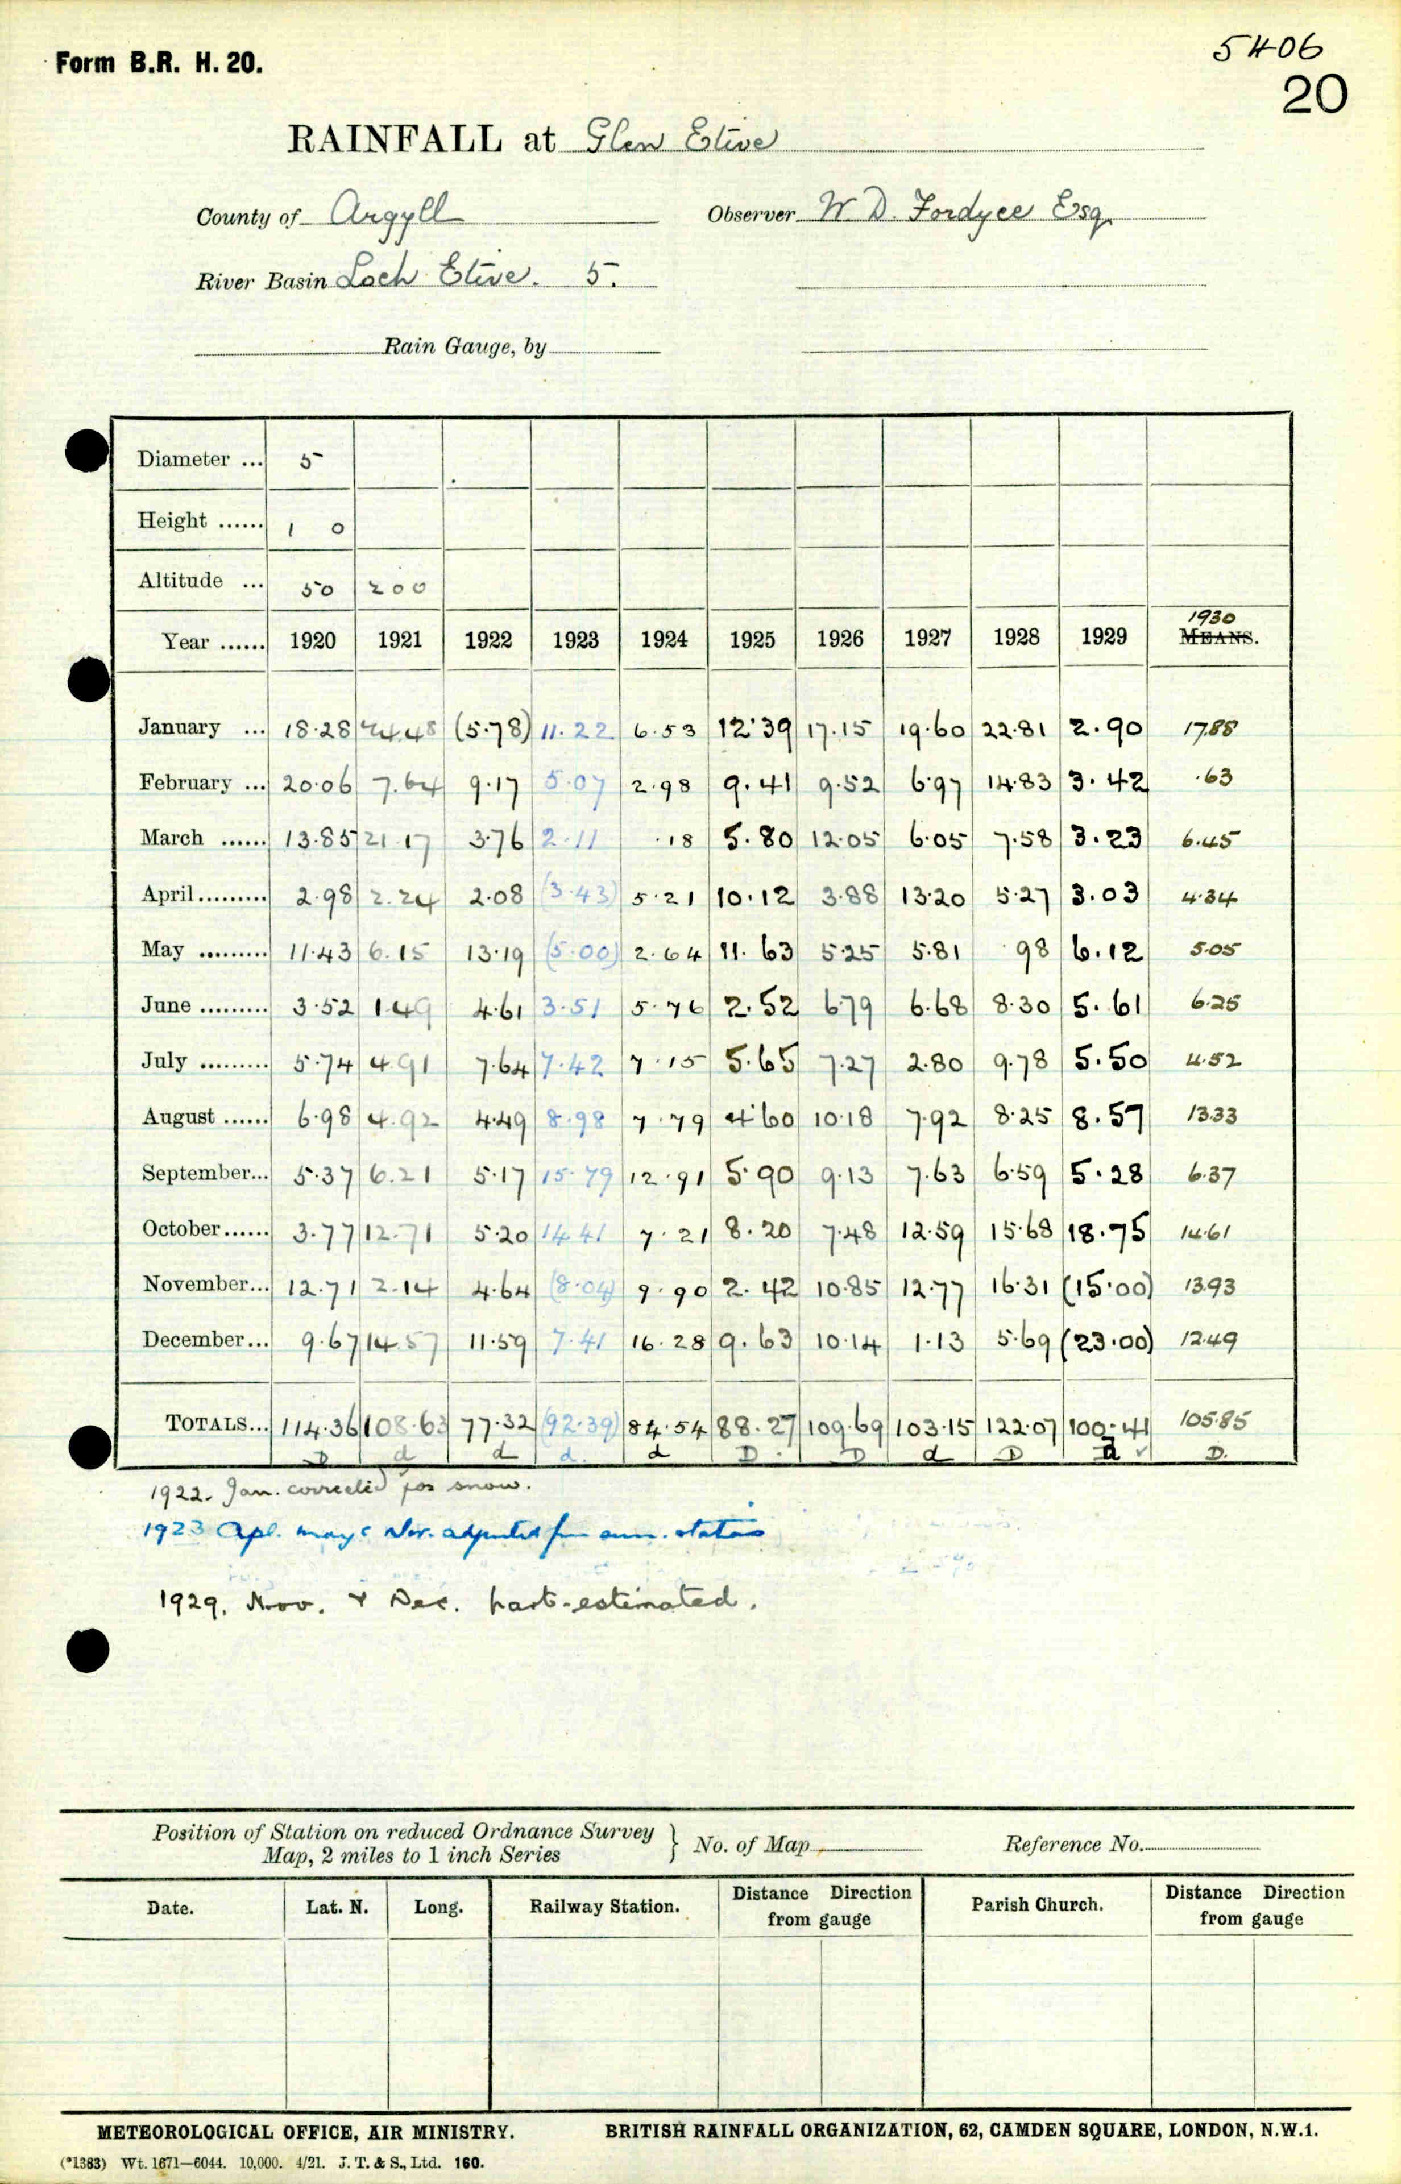 Form B.R. H. 20.
5406
20
RAINFALL at Glen Etive
County of Argyll Observer W D. Fordyce Esq.
River Basin Loch Etive. 5.
Rain Gauge, by
Diameter ... 5
Height ...... 1 0
Altitude ... 50 200
1930
Year ...... 1920 1921 1922 1923 1924 1925 1926 1927 1928 1929 MEANS.
January ... 18.28 24.48 (5.78) 11.22 6.53 12.39 17.15 19.60 22.81 2.90 17.88
February ... 20.06 7.64 9.17 5.07 2.98 9.41 9.52 6.97 14.83 3.42 .63
March ...... 13.85 21.17 3.76 2.11 .18 5.80 12.05 6.05 7.58 3.23 6.45
April......... 2.98 2.24 2.08 (3.43) 5.21 10.12 3.88 13.20 5.27 3.03 4.34
May ......... 11.43 6.15 13.19 (5.00) 2.64 11.63 5.25 5.81 .98 6.12 5.05
June ......... 3.52 1.49 4.61 3.51 5.76 2.52 6.79 6.68 8.30 5.61 6.25
July ......... 5.74 4.91 7.64 7.42 7.15 5.65 7.27 2.80 9.78 5.50 4.52
August ...... 6.98 4.92 4.49 8.98 7.79 4.60 10.18 7.92 8.25 8.57 13.33
September... 5.37 6.21 5.17 15.79 12.91 5.90 9.13 7.63 6.59 5.28 6.37
October...... 3.77 12.71 5.20 14.41 7.21 8.20 7.48 12.59 15.68 18.75 14.61
November... 12.71 2.14 4.64 (8.04) 9.90 2.42 10.85 12.77 16.31 (15.00) 13.93
December... 9.67 14.57 11.59 7.41 16.28 9.63 10.14 1.13 5.69 (23.00) 12.49
TOTALS... 114.36 108.63 77.32 (92.39) 84.54 88.27 109.69 103.15 122.07 100.41 105.85
D d d d. d D D d D D D.
1922. Jan. corrected for snow.
1923 Apl. May & Nov. adjusted fm surr. stations
1929. Nov. & Dec. part-estimated.
Position of Station on reduced Ordnance Survey
Map, 2 miles to 1 inch Series } No. of Map Reference No.
Date. Lat. N. Long. Railway Station. Distance Direction from gauge Parish Church. Distance Direction from gauge
METEOROLOGICAL OFFICE, AIR MINISTRY. BRITISH RAINFALL ORGANIZATION, 62, CAMDEN SQUARE, LONDON, N.W.1.
(*1383) Wt. 1671—6044. 10,000. 4/21. J. T. & S., Ltd. 160.